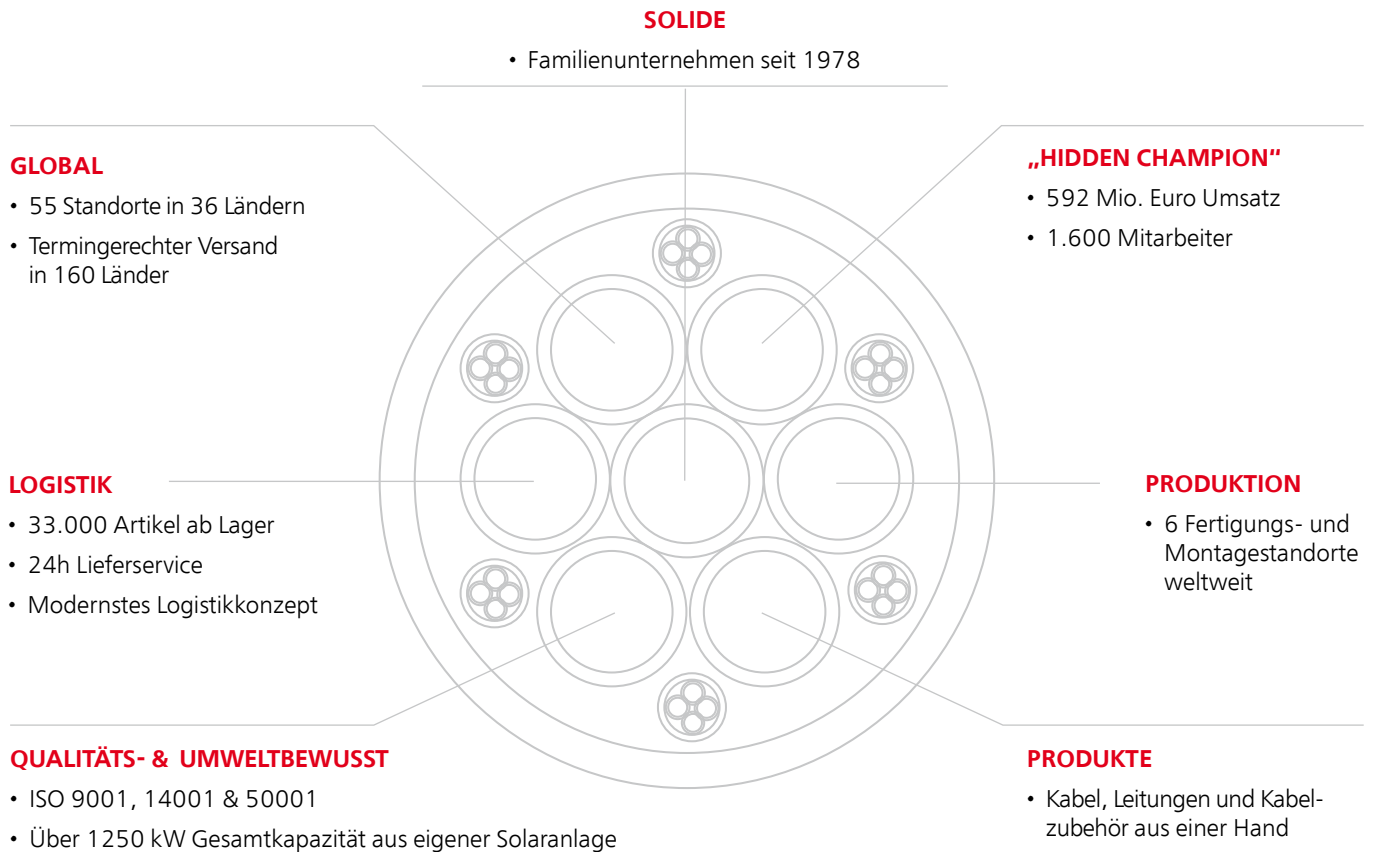 SOLIDE
• Familienunternehmen seit 1978
GLOBAL
• 55 Standorte in 36 Ländern
• Termingerechter Versand
in 160 Länder
„HIDDEN CHAMPION“
• 592 Mio. Euro Umsatz
• 1.600 Mitarbeiter
LOGISTIK
• 33.000 Artikel ab Lager
• 24h Lieferservice
• Modernstes Logistikkonzept
PRODUKTION
• 6 Fertigungs- und
Montagestandorte
weltweit
QUALITÄTS- & UMWELTBEWUSST
• ISO 9001, 14001 & 50001
• Über 1250 kW Gesamtkapazität aus eigener Solaranlage
PRODUKTE
• Kabel, Leitungen und Kabel-
zubehör aus einer Hand